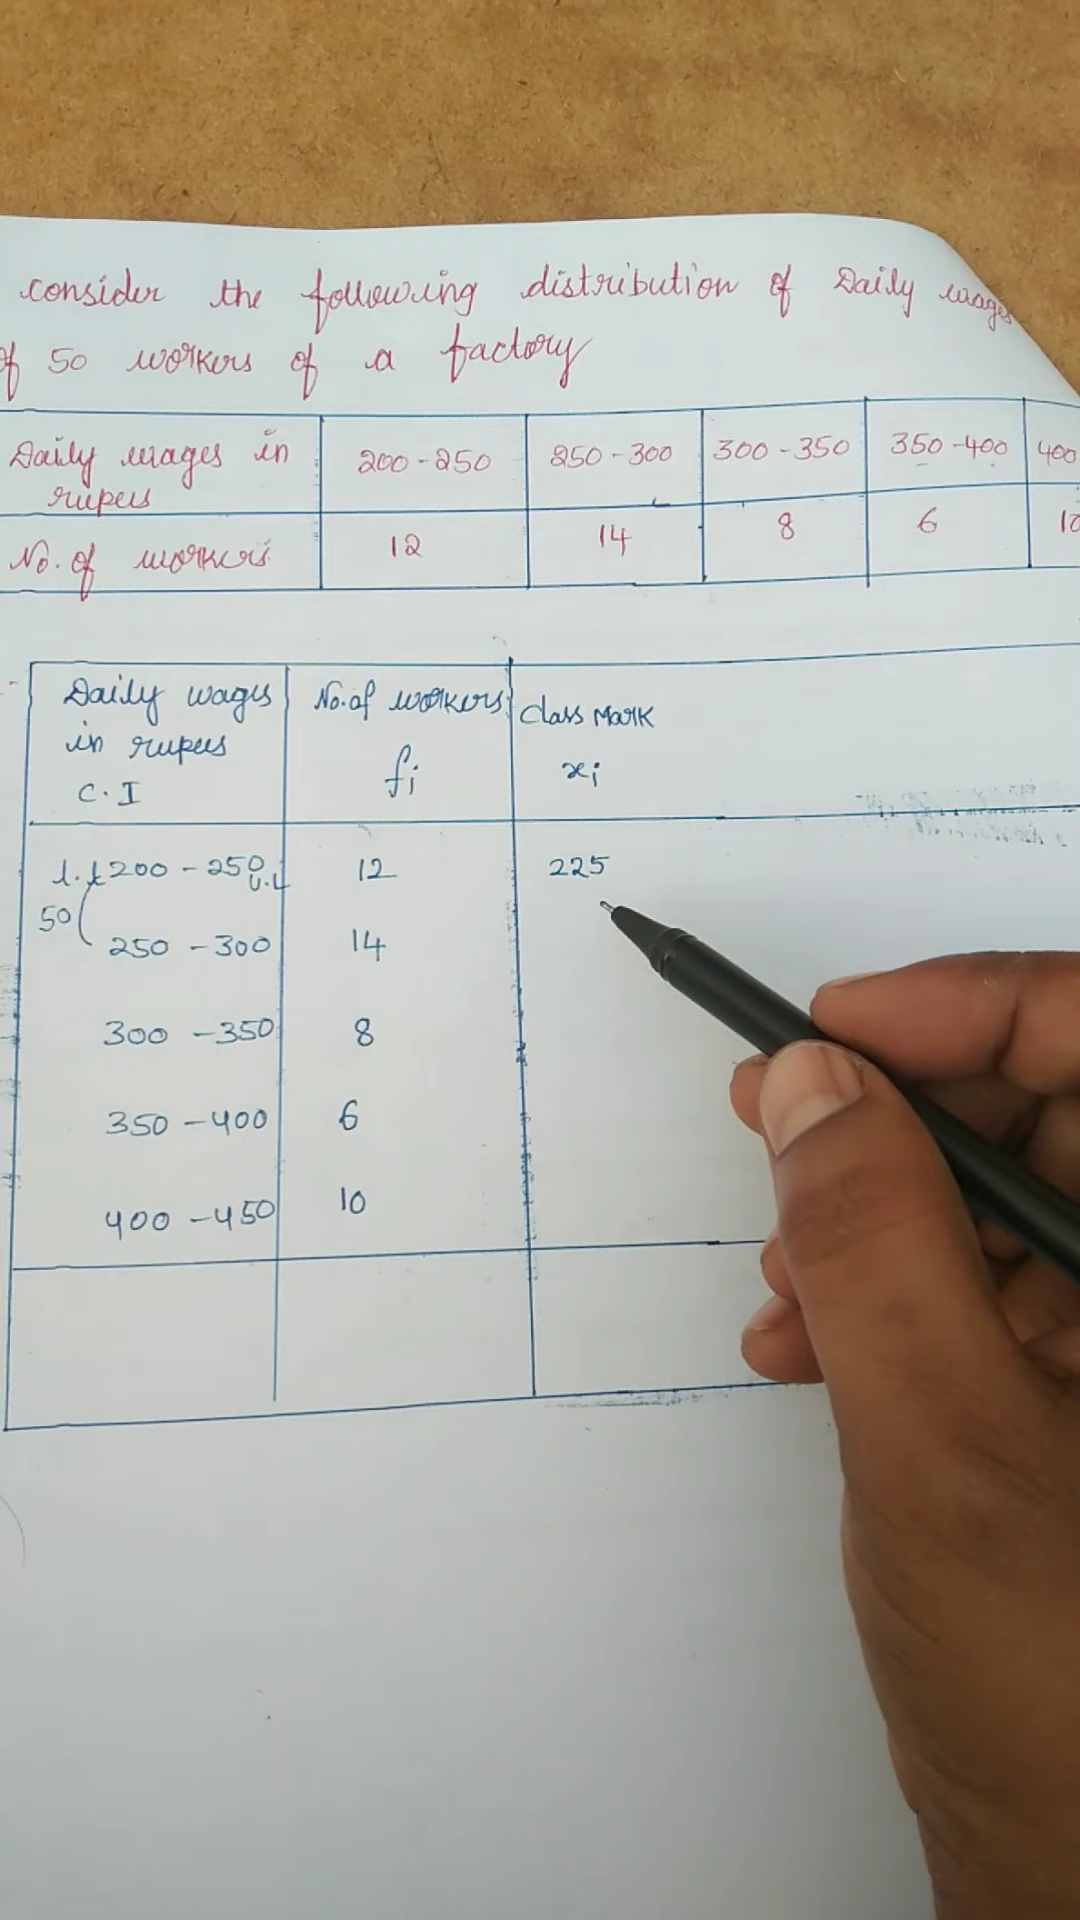 consider the following distribution of Daily wages
of 50 workers of a factory
Daily wages in rupees 200-250 250-300 300-350 350-400 400
No. of workers 12 14 8 6 10
Daily wages in rupees C.I No. of workers fi Class Mark xi
l.l 200-250 U.L 12 225
50
250-300 14
300-350 8
350-400 6
400-450 10